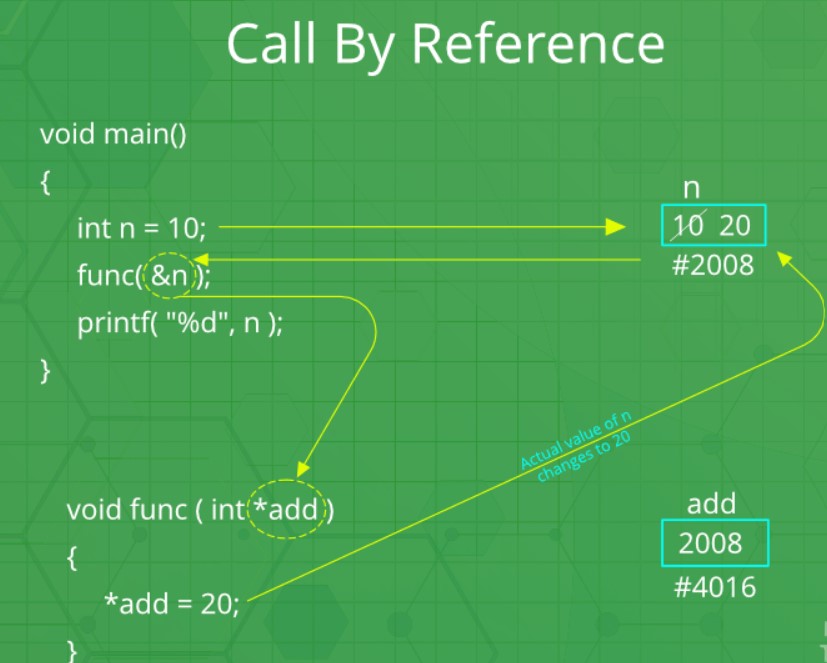 Call By Reference
void main()
{
int n = 10;
func( &n );
printf( "%d", n );
}
n
10 20
#2008
Actual value of n
changes to 20
void func ( int *add )
{
*add = 20;
}
add
2008
#4016